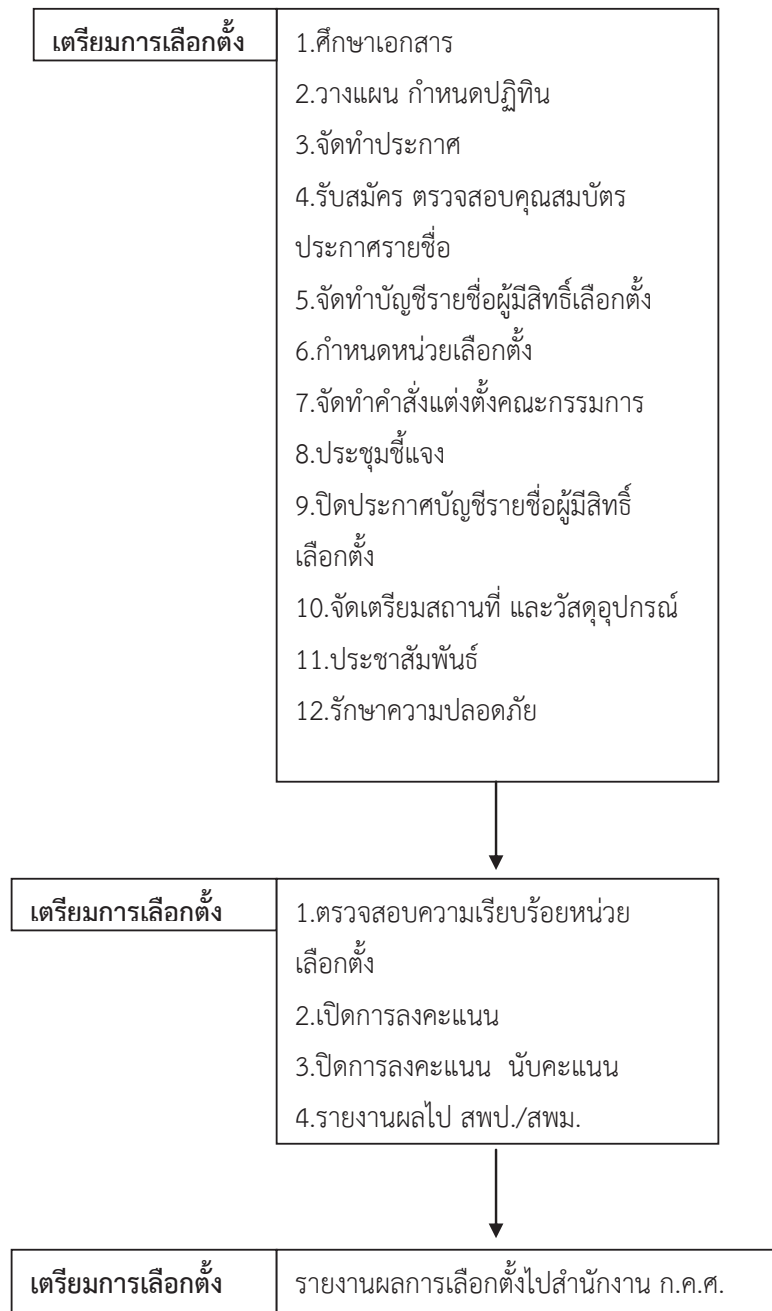 เตรียมการเลือกตั้ง
1.ศึกษาเอกสาร
2.วางแผน กำหนดปฏิทิน
3.จัดทำประกาศ
4.รับสมัคร ตรวจสอบคุณสมบัตร
ประกาศรายชื่อ
5.จัดทำบัญชีรายชื่อผู้มีสิทธิ์เลือกตั้ง
6.กำหนดหน่วยเลือกตั้ง
7.จัดทำคำสั่งแต่งตั้งคณะกรรมการ
8.ประชุมชี้แจง
9.ปิดประกาศบัญชีรายชื่อผู้มีสิทธิ์
เลือกตั้ง
10.จัดเตรียมสถานที่ และวัสดุอุปกรณ์
11.ประชาสัมพันธ์
12.รักษาความปลอดภัย
เตรียมการเลือกตั้ง
1.ตรวจสอบความเรียบร้อยหน่วย
เลือกตั้ง
2.เปิดการลงคะแนน
3.ปิดการลงคะแนน นับคะแนน
4.รายงานผลไป สพป./สพม.
เตรียมการเลือกตั้ง
รายงานผลการเลือกตั้งไปสำนักงาน ก.ค.ศ.